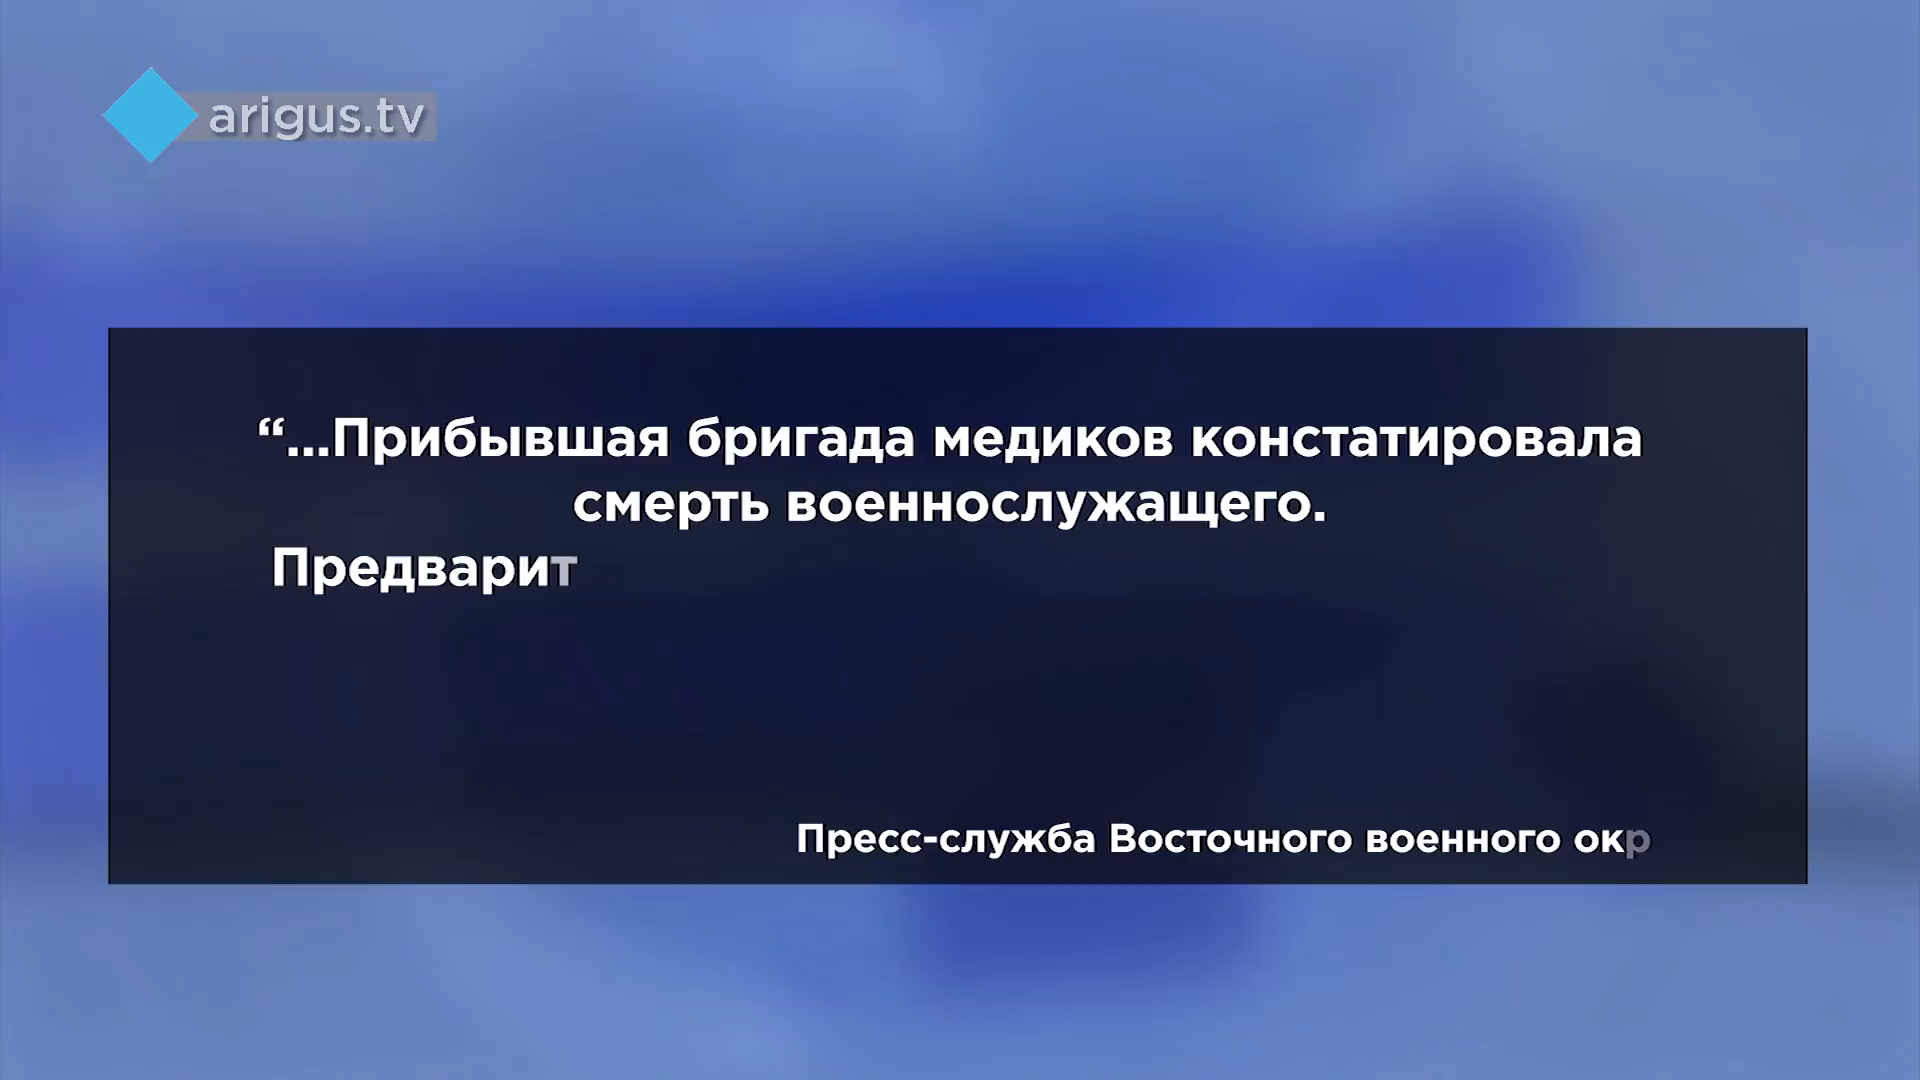 arigus.tv
“...Прибывшая бригада медиков констатировала
смерть военнослужащего.
Предварит
Пресс-служба Восточного военного окр